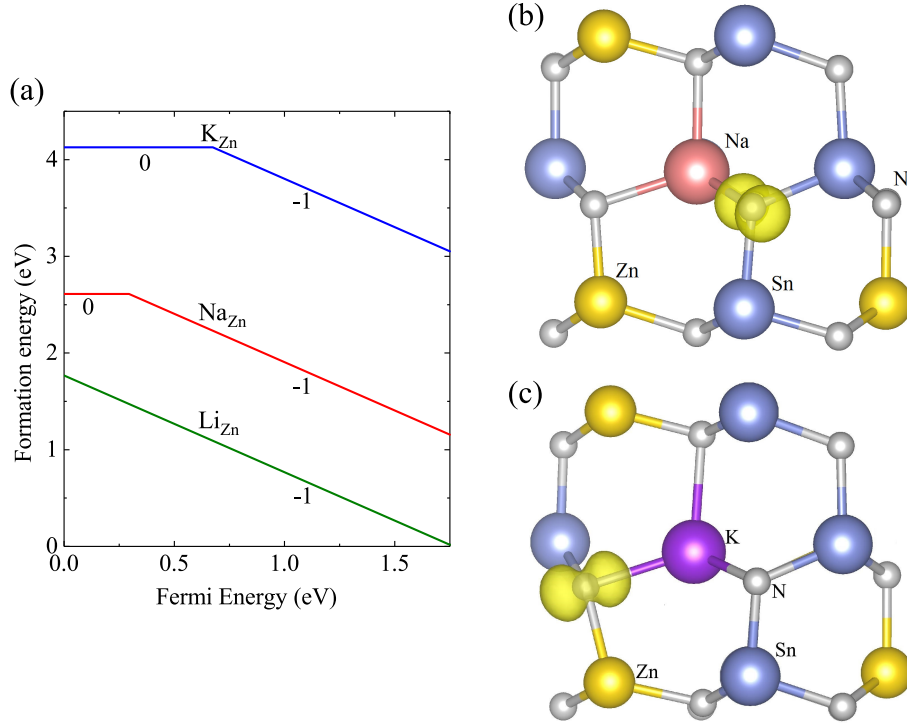 (a)
Formation energy (eV)
4
3
2
1
0
0.0
0.5
1.0
1.5
Fermi Energy (eV)
K_Zn
0
-1
Na_Zn
0
-1
Li_Zn
-1
(b)
Na
N
Zn
Sn
(c)
K
N
Zn
Sn